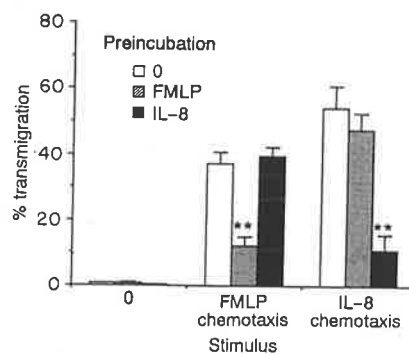 80
60
40
20
0
% transmigration
Preincubation
0
FMLP
IL-8
**
**
0
FMLP
chemotaxis
IL-8
chemotaxis
Stimulus